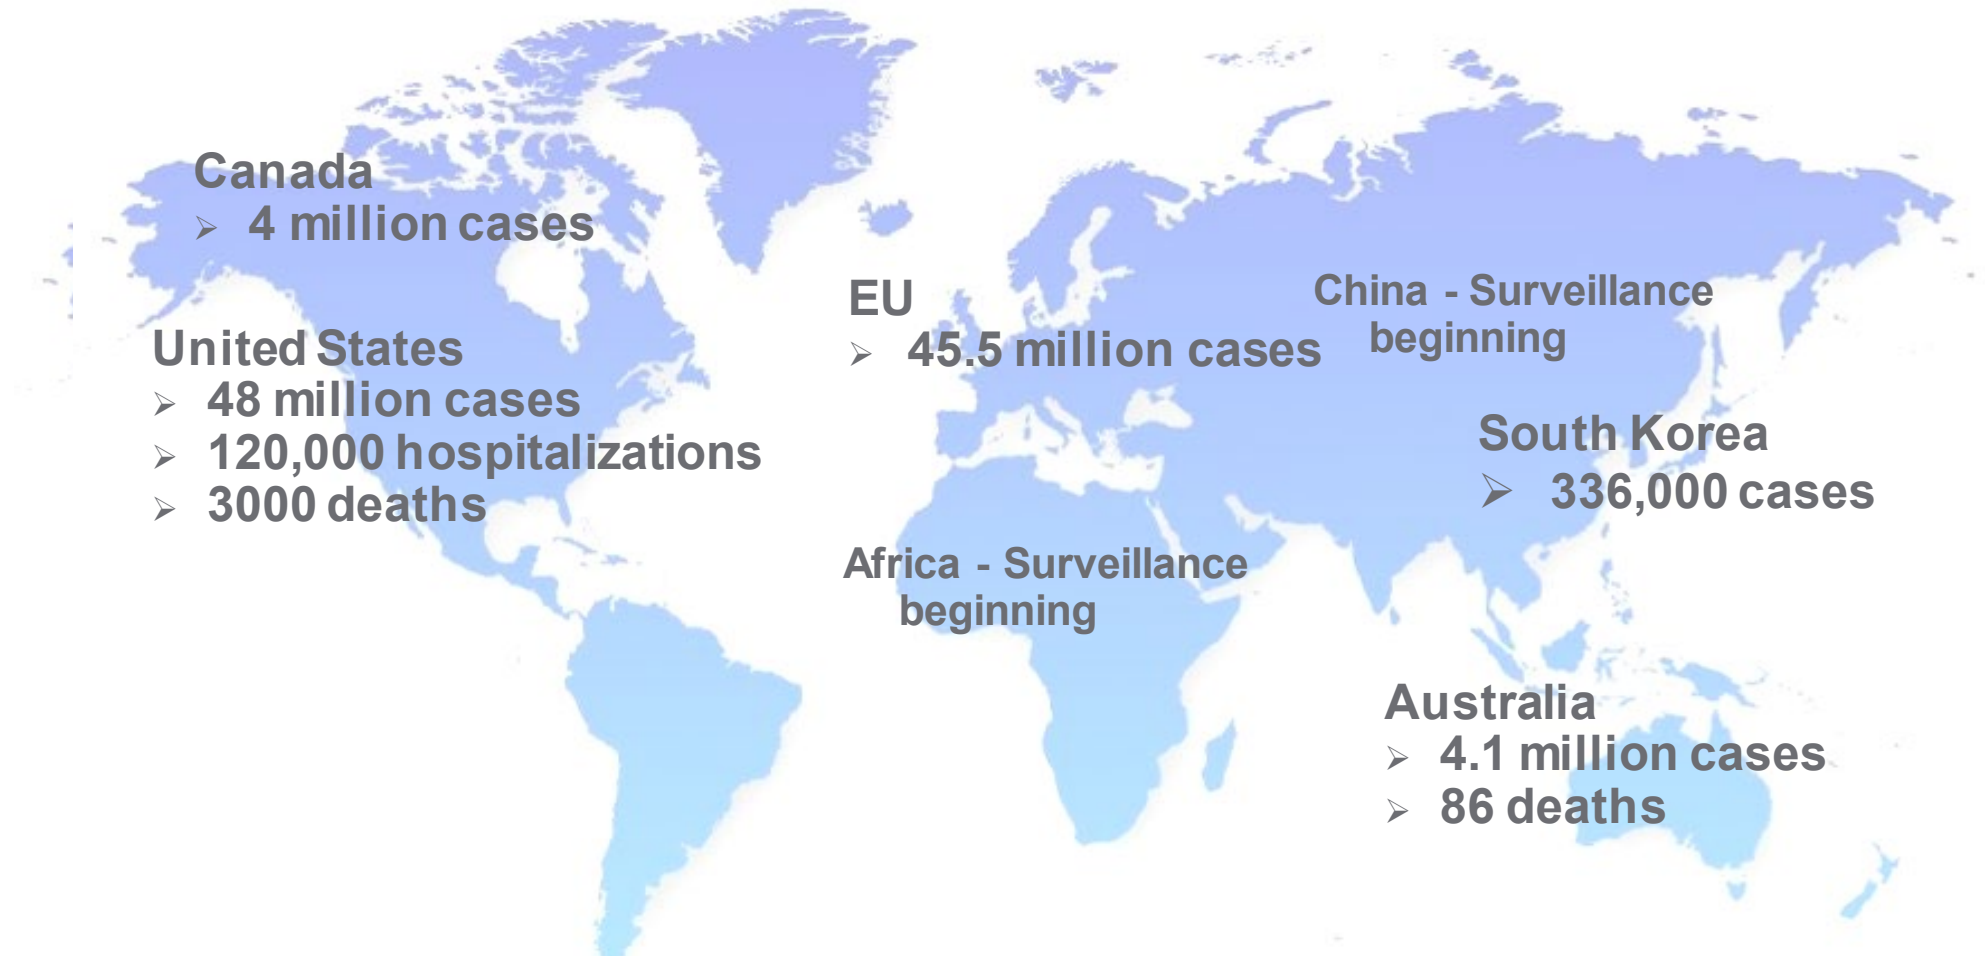 Canada
➢ 4 million cases
United States
➢ 48 million cases
➢ 120,000 hospitalizations
➢ 3000 deaths
EU
➢ 45.5 million cases
China - Surveillance
beginning
South Korea
➢ 336,000 cases
Africa - Surveillance
beginning
Australia
➢ 4.1 million cases
➢ 86 deaths